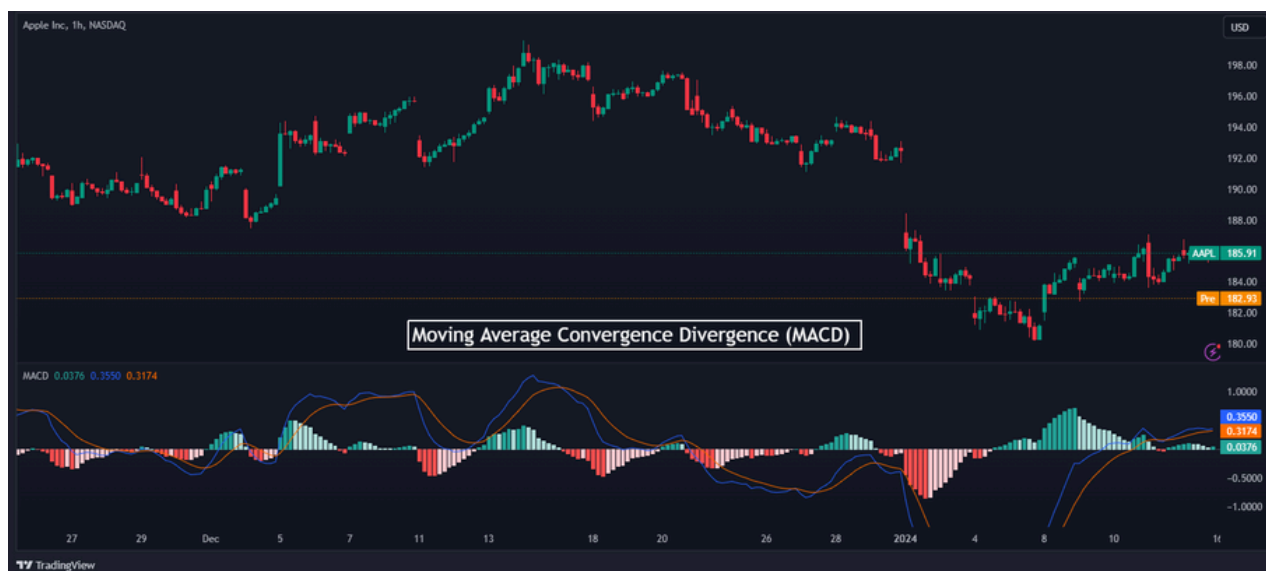 Apple Inc, 1h, NASDAQ
USD
198.00
196.00
194.00
192.00
190.00
188.00
AAPL 185.91
184.00
Pre 182.93
182.00
180.00
Moving Average Convergence Divergence (MACD)
MACD 0.0376 0.3550 0.3174
1.0000
0.3550
0.3174
0.0376
−0.5000
−1.0000
27 29 Dec 5 7 11 13 18 20 26 28 2024 4 8 10
TradingView